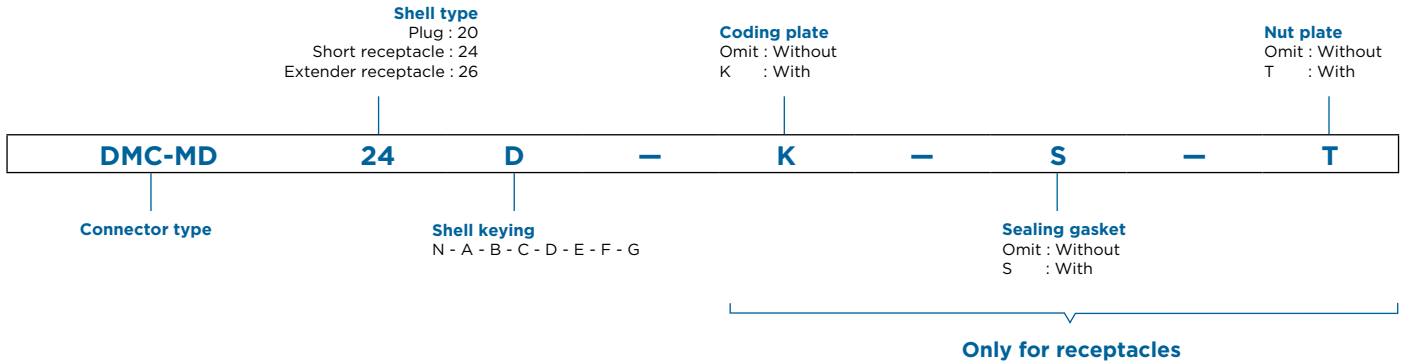 Shell type
Plug : 20
Short receptacle : 24
Extender receptacle : 26
Coding plate
Omit : Without
K : With
Nut plate
Omit : Without
T : With
DMC-MD 24 D — K — S — T
Connector type
Shell keying
N - A - B - C - D - E - F - G
Sealing gasket
Omit : Without
S : With
Only for receptacles